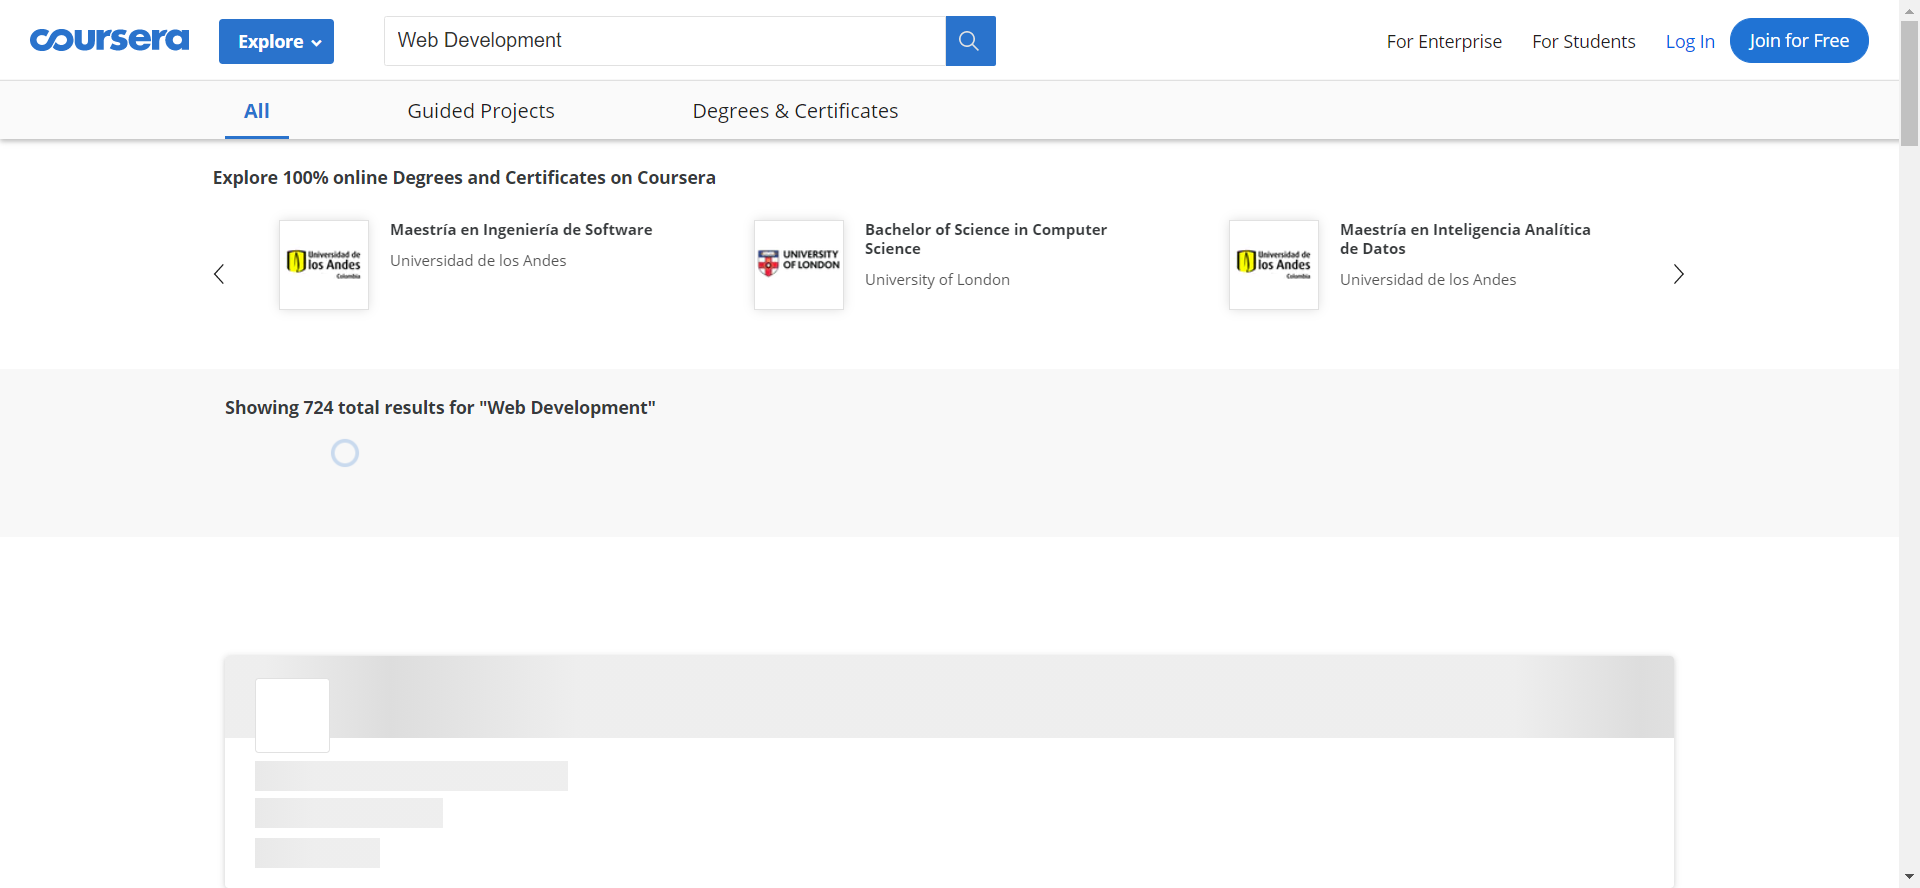 coursera
Explore
Web Development
For Enterprise
For Students
Log In
Join for Free
All
Guided Projects
Degrees & Certificates
Explore 100% online Degrees and Certificates on Coursera
Universidad de
los Andes
Colombia
Maestría en Ingeniería de Software
Universidad de los Andes
UNIVERSITY
OF LONDON
Bachelor of Science in Computer
Science
University of London
Universidad de
los Andes
Colombia
Maestría en Inteligencia Analítica
de Datos
Universidad de los Andes
Showing 724 total results for "Web Development"